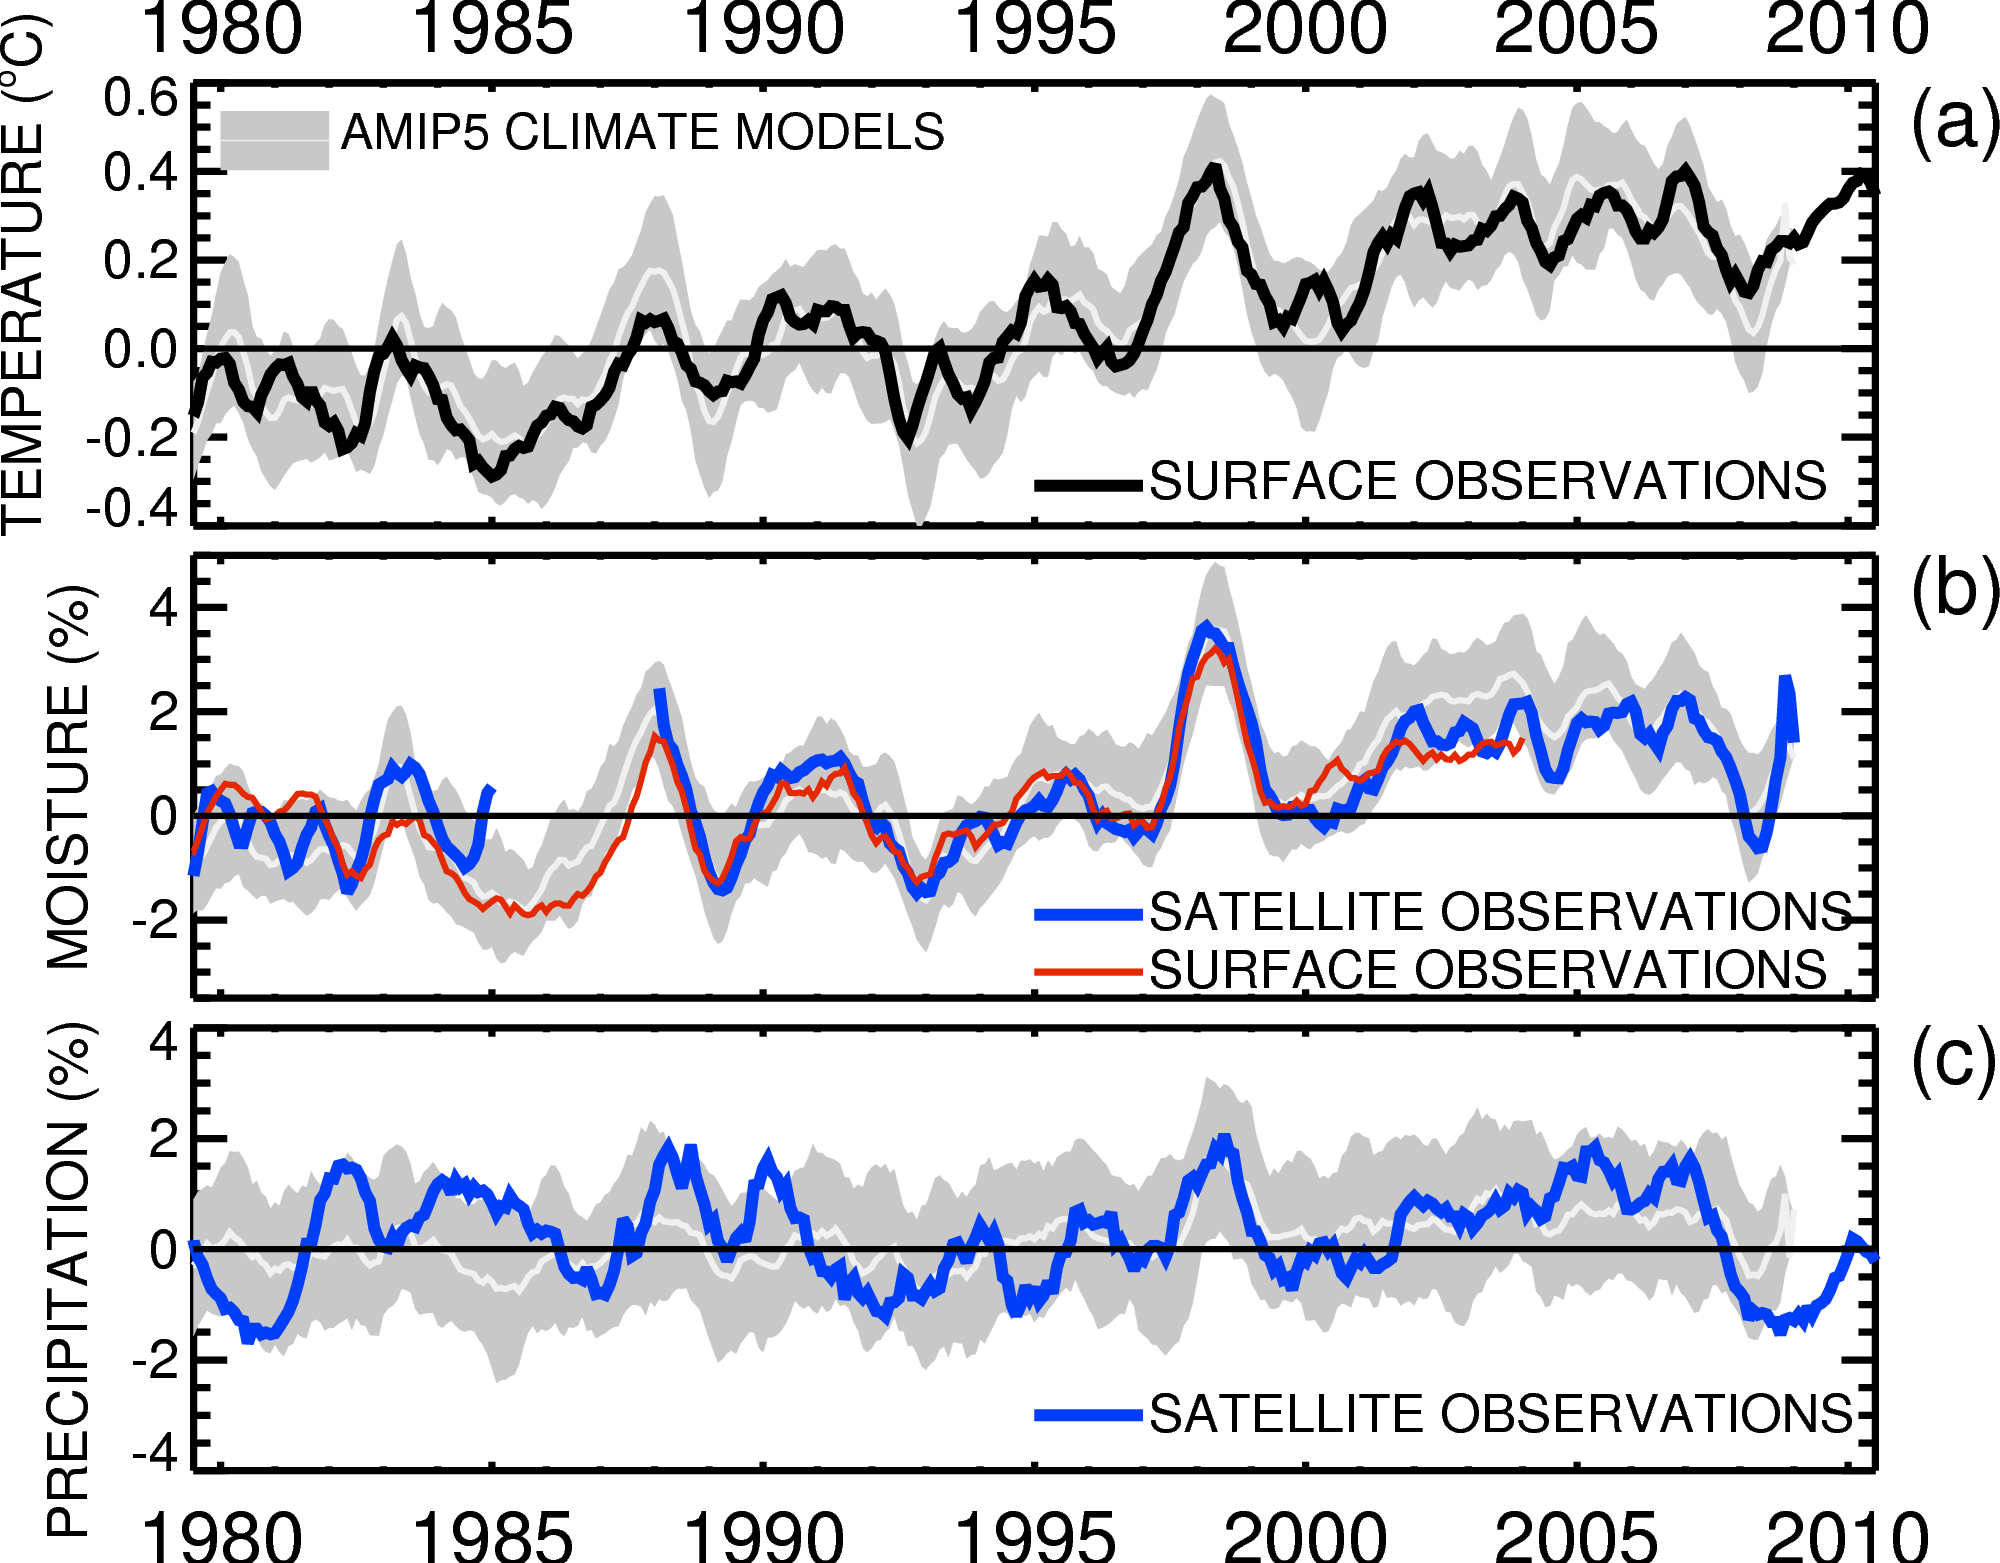 1980 1985 1990 1995 2000 2005 2010
TEMPERATURE (°C)
0.6
0.4
0.2
0.0
-0.2
-0.4
AMIP5 CLIMATE MODELS
SURFACE OBSERVATIONS
(a)
MOISTURE (%)
4
2
0
-2
SATELLITE OBSERVATIONS
SURFACE OBSERVATIONS
(b)
PRECIPITATION (%)
4
2
0
-2
-4
SATELLITE OBSERVATIONS
(c)
1980 1985 1990 1995 2000 2005 2010